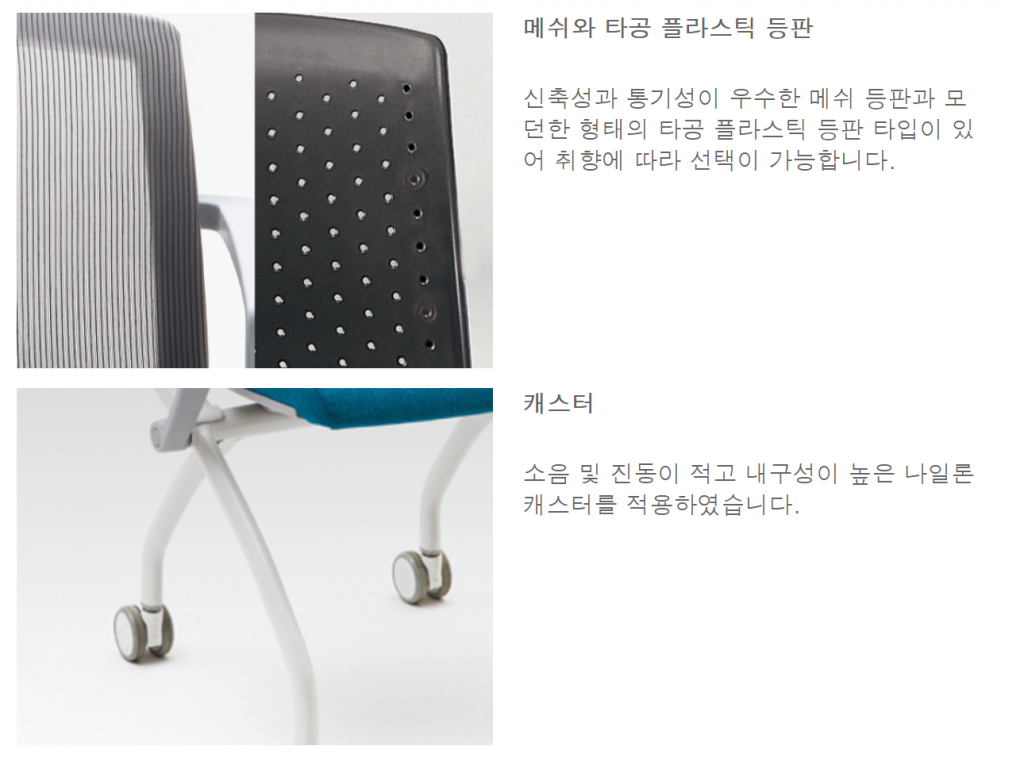 메쉬와 타공 플라스틱 등판
신축성과 통기성이 우수한 메쉬 등판과 모
던한 형태의 타공 플라스틱 등판 타입이 있
어 취향에 따라 선택이 가능합니다.
캐스터
소음 및 진동이 적고 내구성이 높은 나일론
캐스터를 적용하였습니다.